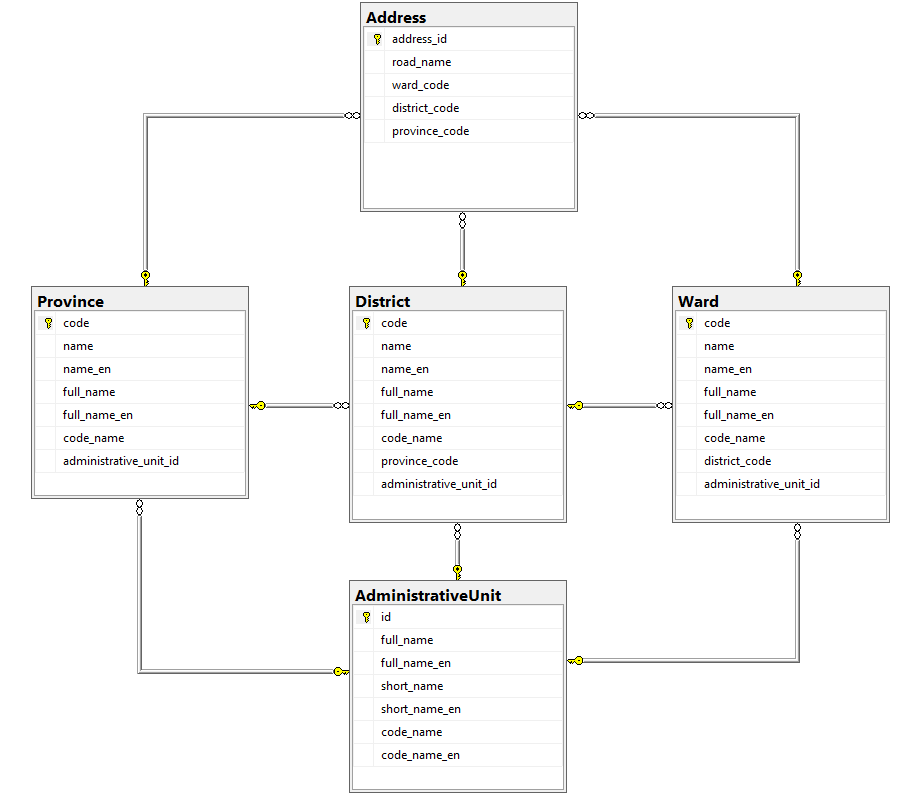 Address
address_id
road_name
ward_code
district_code
province_code
Province
code
name
name_en
full_name
full_name_en
code_name
administrative_unit_id
District
code
name
name_en
full_name
full_name_en
code_name
province_code
administrative_unit_id
Ward
code
name
name_en
full_name
full_name_en
code_name
district_code
administrative_unit_id
AdministrativeUnit
id
full_name
full_name_en
short_name
short_name_en
code_name
code_name_en